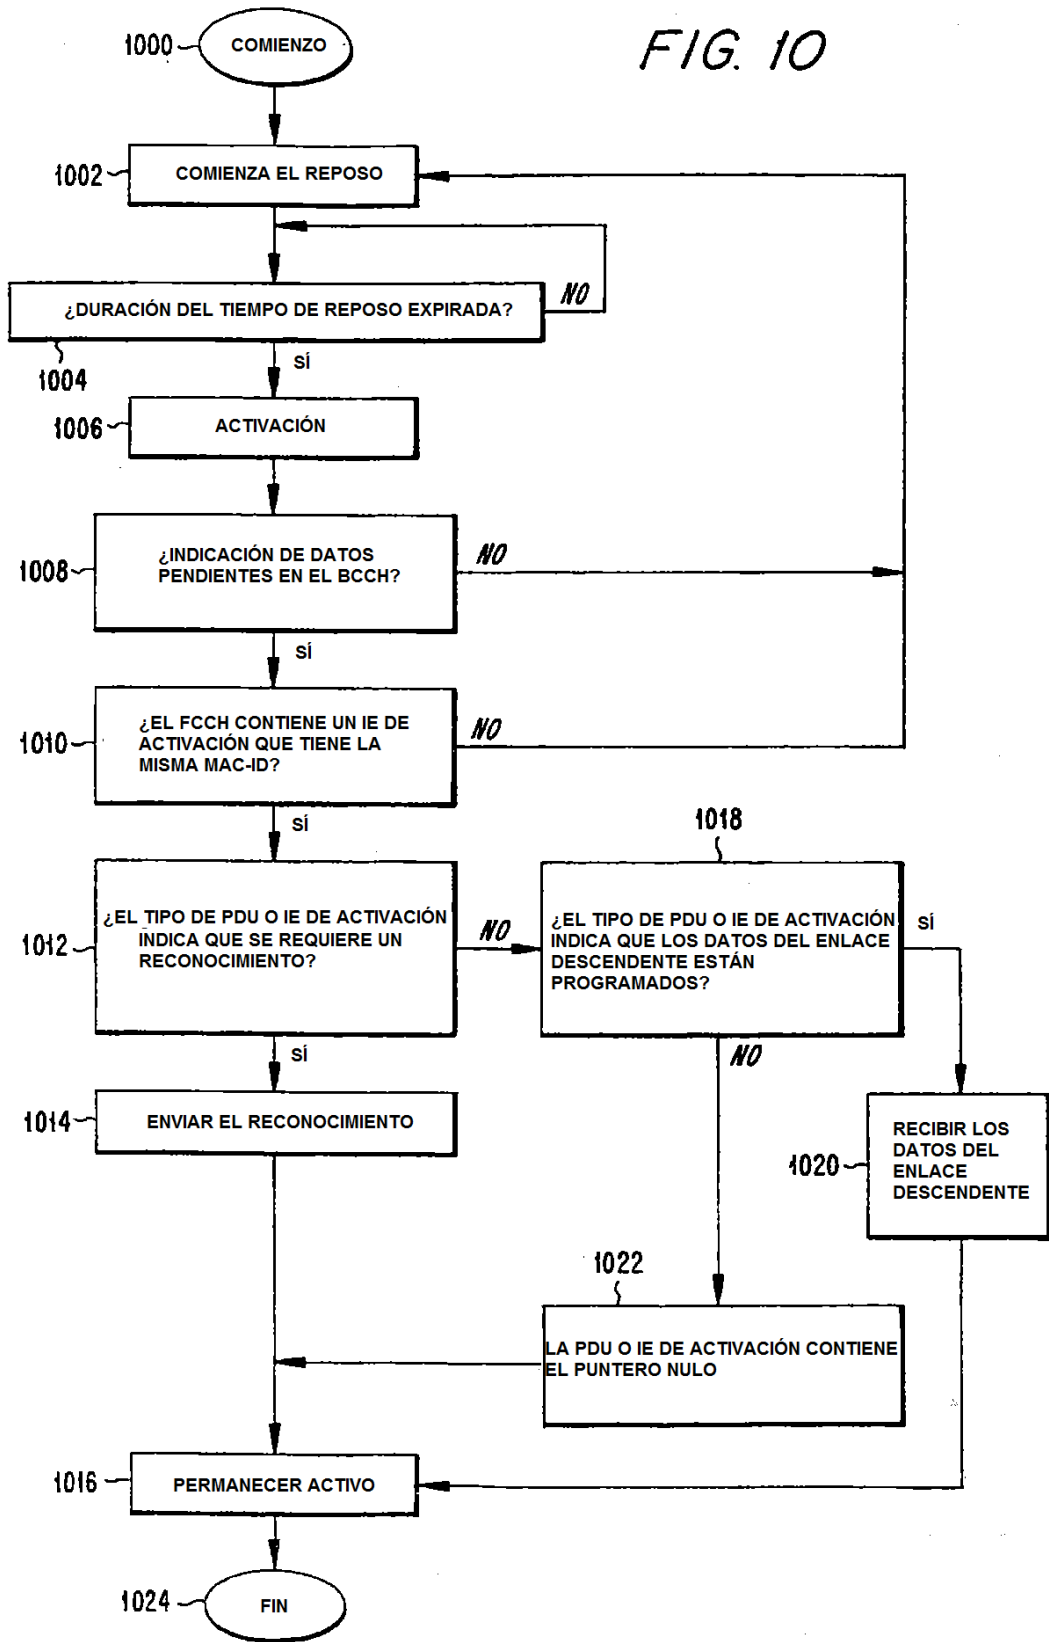 FIG. 10
1000
COMIENZO
1002
COMIENZA EL REPOSO
¿DURACIÓN DEL TIEMPO DE REPOSO EXPIRADA?
NO
1004
SÍ
1006
ACTIVACIÓN
1008
¿INDICACIÓN DE DATOS
PENDIENTES EN EL BCCH?
NO
SÍ
1010
¿EL FCCH CONTIENE UN IE DE
ACTIVACIÓN QUE TIENE LA
MISMA MAC-ID?
NO
SÍ
1012
¿EL TIPO DE PDU O IE DE ACTIVACIÓN
INDICA QUE SE REQUIERE UN
RECONOCIMIENTO?
NO
1018
¿EL TIPO DE PDU O IE DE ACTIVACIÓN
INDICA QUE LOS DATOS DEL ENLACE
DESCENDENTE ESTÁN
PROGRAMADOS?
SÍ
SÍ
NO
1014
ENVIAR EL RECONOCIMIENTO
1020
RECIBIR LOS
DATOS DEL
ENLACE
DESCENDENTE
1022
LA PDU O IE DE ACTIVACIÓN CONTIENE
EL PUNTERO NULO
1016
PERMANECER ACTIVO
1024
FIN